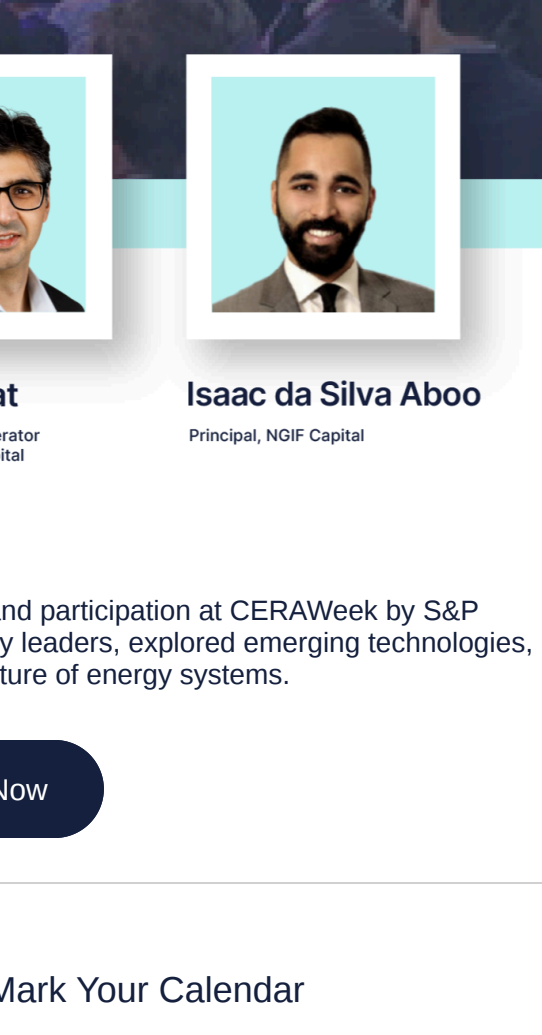 at
Isaac da Silva Aboo
erator
ital
Principal, NGIF Capital
and participation at CERAWeek by S&P
y leaders, explored emerging technologies,
ture of energy systems.
Now
Mark Your Calendar